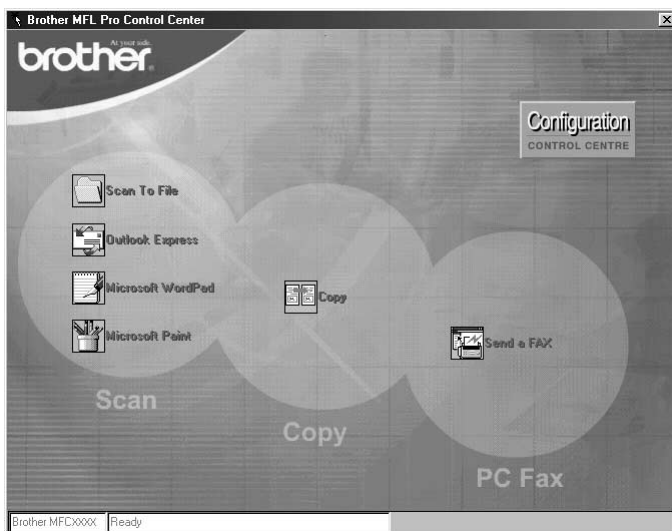 Brother MFL Pro Control Center
At your side.
brother
Configuration
CONTROL CENTRE
Scan To File
Outlook Express
Microsoft WordPad
Microsoft Paint
Copy
Send a FAX
Scan
Copy
PC Fax
Brother MFCXXXX
Ready